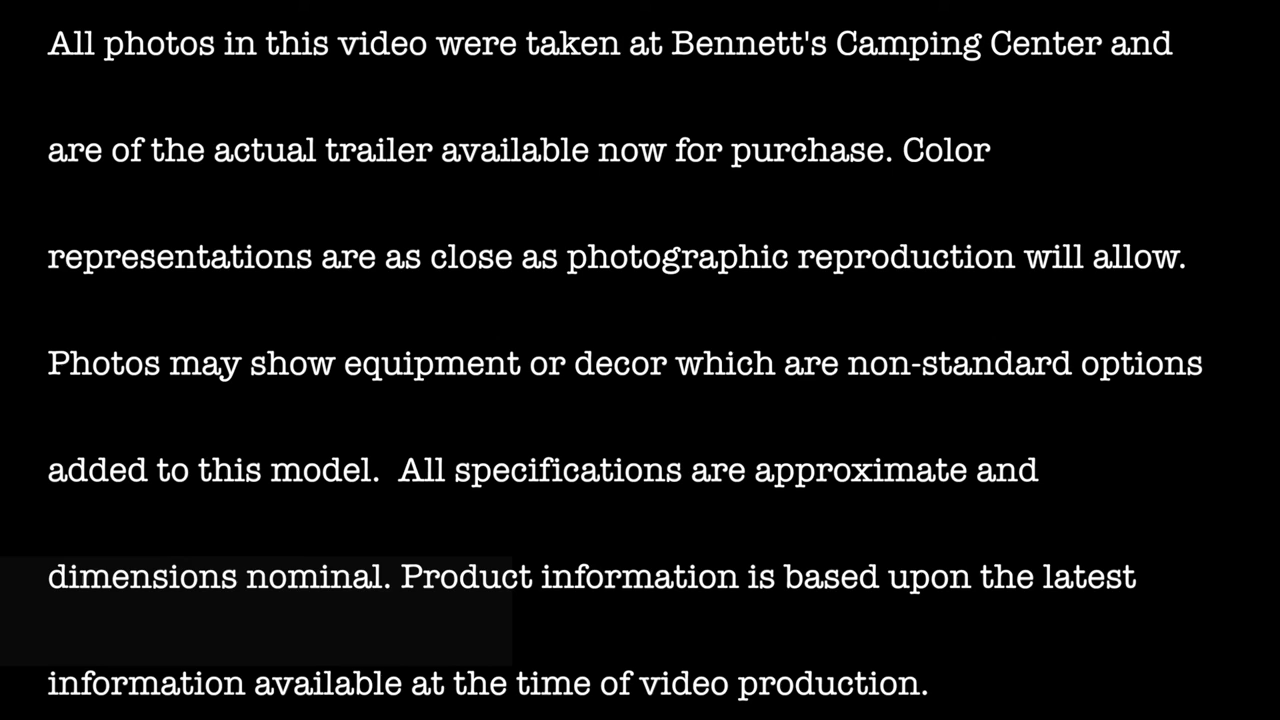 All photos in this video were taken at Bennett's Camping Center and
are of the actual trailer available now for purchase. Color
representations are as close as photographic reproduction will allow.
Photos may show equipment or decor which are non-standard options
added to this model.  All specifications are approximate and
dimensions nominal. Product information is based upon the latest
information available at the time of video production.